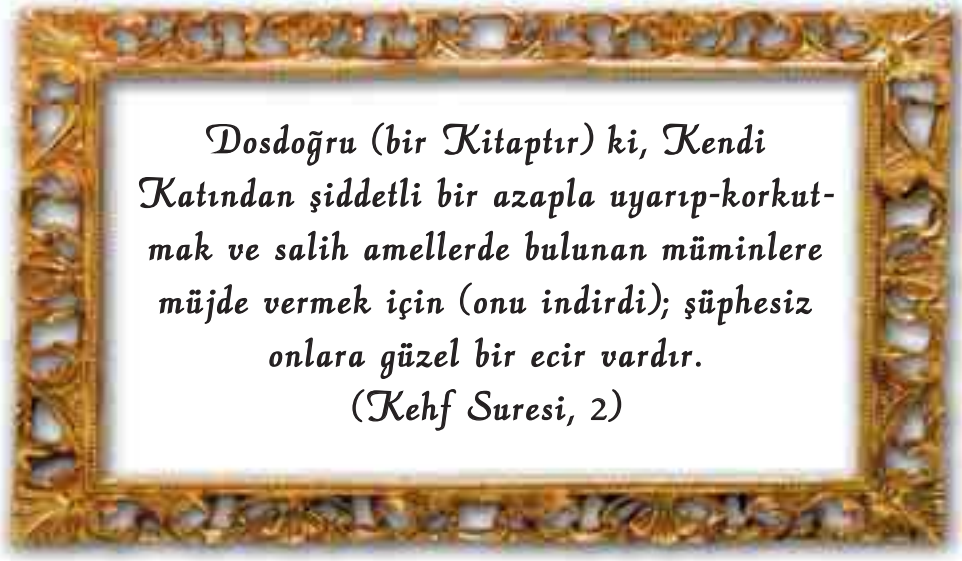 Dosdoğru (bir Kitaptır) ki, Kendi
Katından şiddetli bir azapla uyarıp-korkut-
mak ve salih amellerde bulunan müminlere
müjde vermek için (onu indirdi); şüphesiz
onlara güzel bir ecir vardır.
(Kehf Suresi, 2)